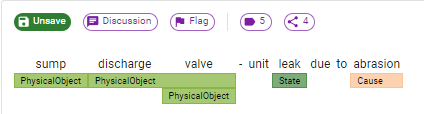 Unsave Discussion Flag 5 4
sump discharge valve - unit leak due to abrasion
PhysicalObject PhysicalObject State Cause
PhysicalObject